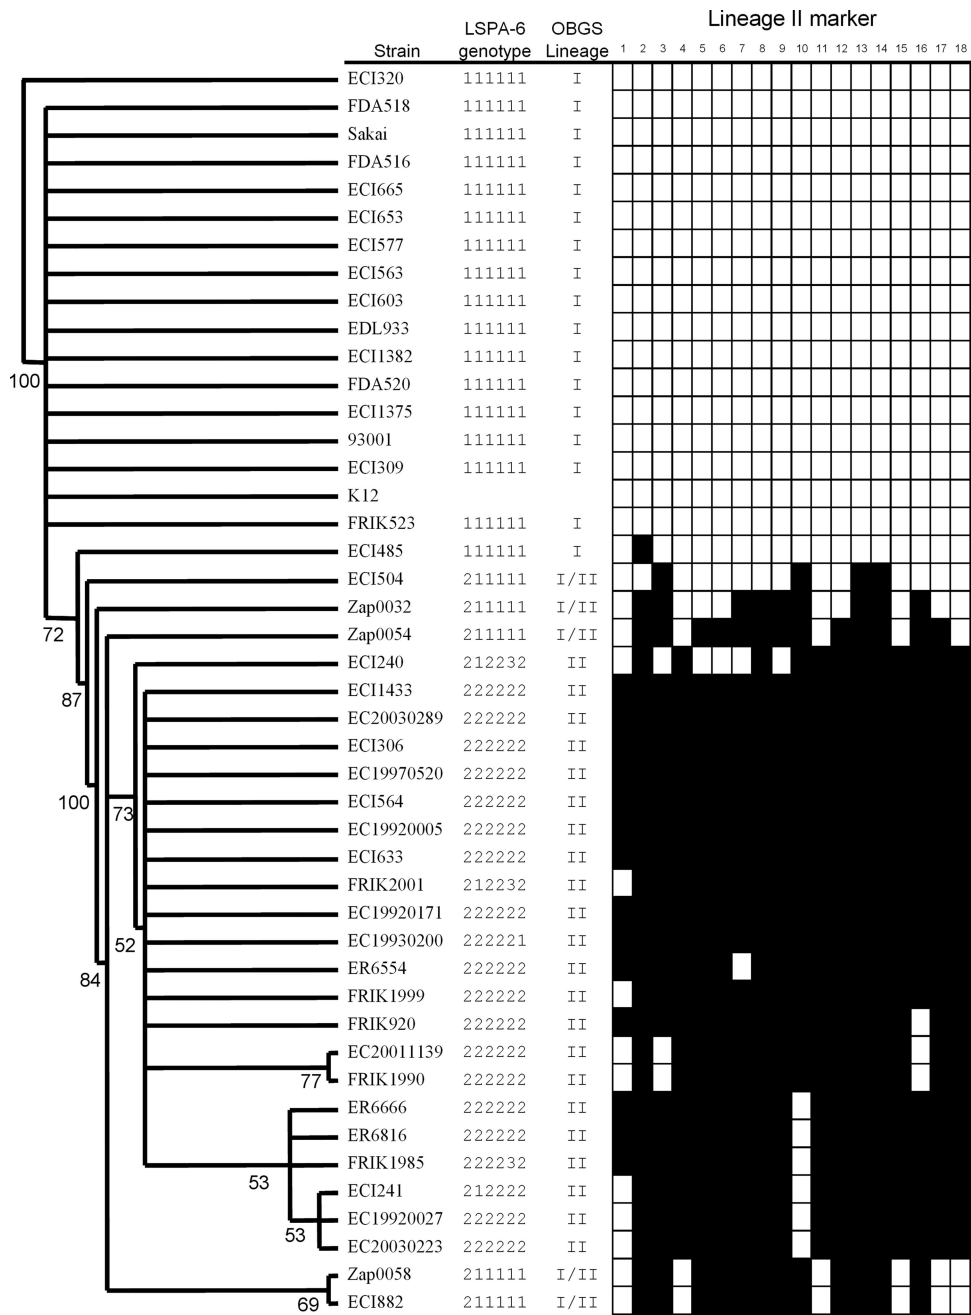 Lineage II marker
Strain LSPA-6 genotype OBGS Lineage 1 2 3 4 5 6 7 8 9 10 11 12 13 14 15 16 17 18
ECI320 111111 I
FDA518 111111 I
Sakai 111111 I
FDA516 111111 I
ECI665 111111 I
ECI653 111111 I
ECI577 111111 I
ECI563 111111 I
ECI603 111111 I
EDL933 111111 I
ECI1382 111111 I
100
FDA520 111111 I
ECI1375 111111 I
93001 111111 I
ECI309 111111 I
K12
FRIK523 111111 I
ECI485 111111 I
ECI504 211111 I/II
Zap0032 211111 I/II
72
Zap0054 211111 I/II
ECI240 212232 II
87
ECI1433 222222 II
EC20030289 222222 II
ECI306 222222 II
EC19970520 222222 II
100
ECI564 222222 II
73
EC19920005 222222 II
ECI633 222222 II
FRIK2001 212232 II
EC19920171 222222 II
52
EC19930200 222221 II
84
ER6554 222222 II
FRIK1999 222222 II
FRIK920 222222 II
EC20011139 222222 II
77
FRIK1990 222222 II
ER6666 222222 II
ER6816 222222 II
FRIK1985 222232 II
53
ECI241 212222 II
EC19920027 222222 II
53
EC20030223 222222 II
Zap0058 211111 I/II
69
ECI882 211111 I/II